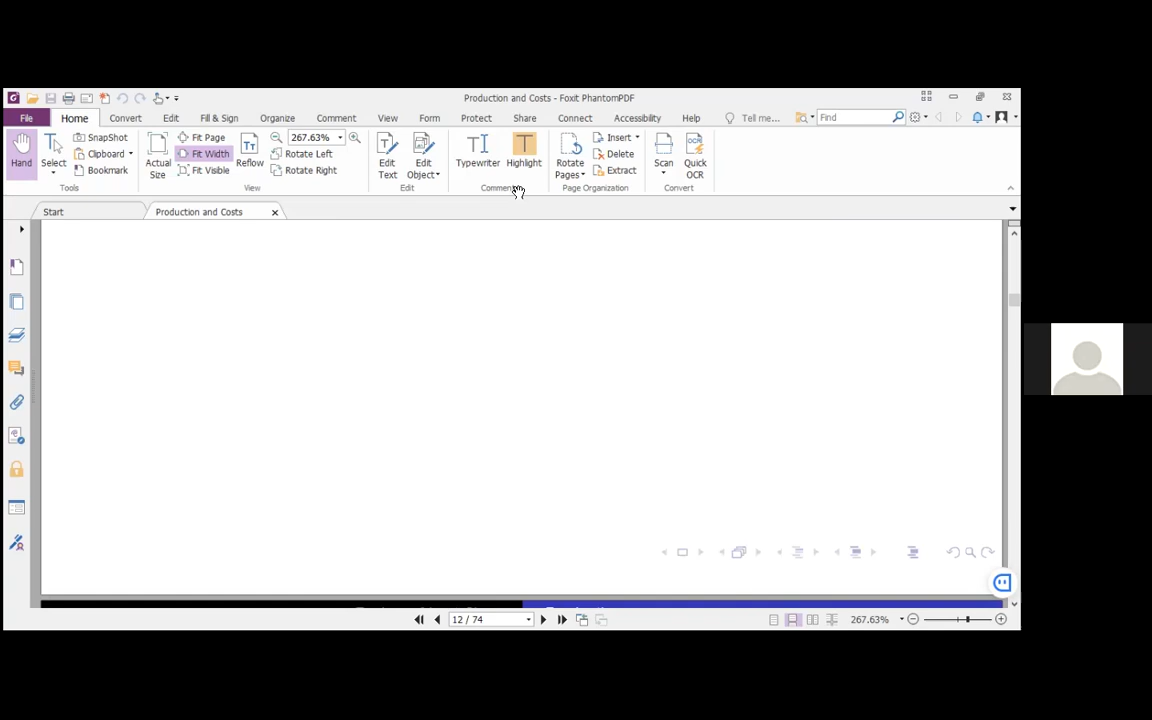 Production and Costs - Foxit PhantomPDF
File Home Convert Edit Fill & Sign Organize Comment View Form Protect Share Connect Accessibility Help Tell me... Find
Hand
Select
SnapShot
Clipboard
Bookmark
Tools
Actual Size
Fit Page
Fit Width
Fit Visible
Reflow
267.63%
Rotate Left
Rotate Right
View
Edit Text
Edit Object
Edit
Typewriter
Highlight
Rotate Pages
Insert
Delete
Extract
Page Organization
Scan
Quick OCR
Convert
Start
Production and Costs
12 / 74
267.63%